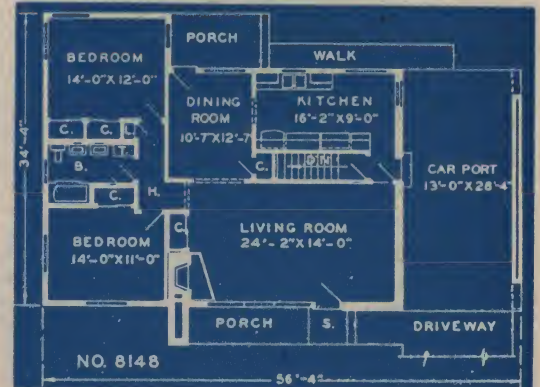 PORCH
WALK
BEDROOM
14'-0"X12'-0"
DINING
ROOM
10'-7"X12'-7"
KITCHEN
16'-2"X9'-0"
C. C. L.
T.
B.
C.
DN
CAR PORT
13'-0"X28'-4"
34'-4"
H.
C.
BEDROOM
14'-0"X11'-0"
C.
LIVING ROOM
24'-2"X14'-0"
PORCH
S.
DRIVEWAY
NO. 8148
56'-4"